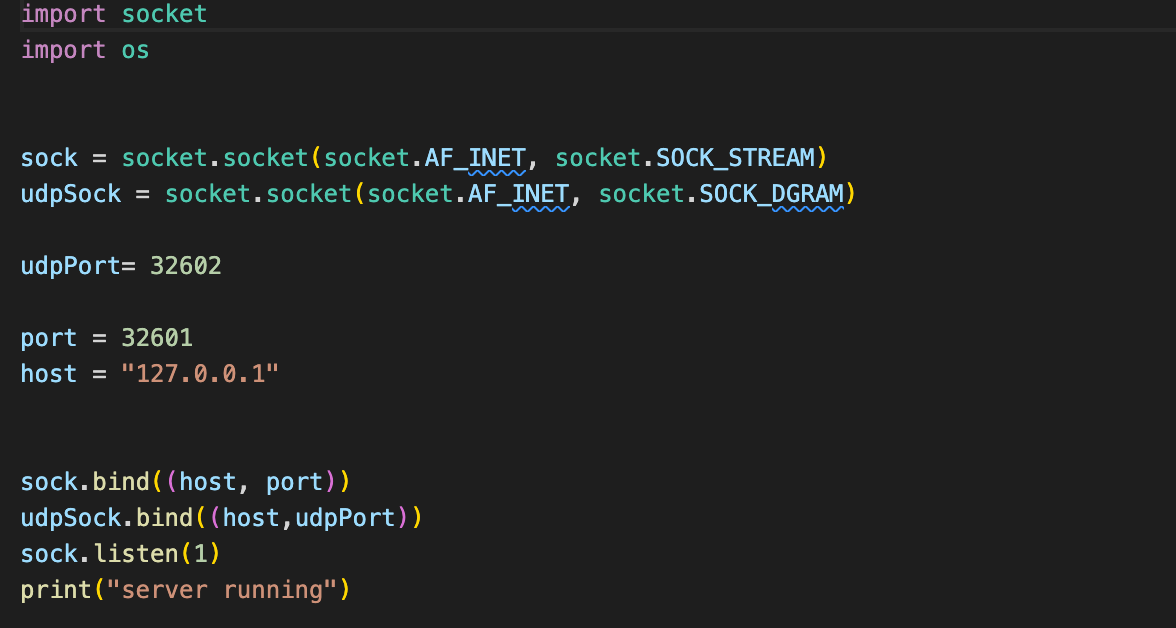 import socket
import os
sock = socket.socket(socket.AF_INET, socket.SOCK_STREAM)
udpSock = socket.socket(socket.AF_INET, socket.SOCK_DGRAM)
udpPort= 32602
port = 32601
host = "127.0.0.1"
sock.bind((host, port))
udpSock.bind((host,udpPort))
sock.listen(1)
print("server running")